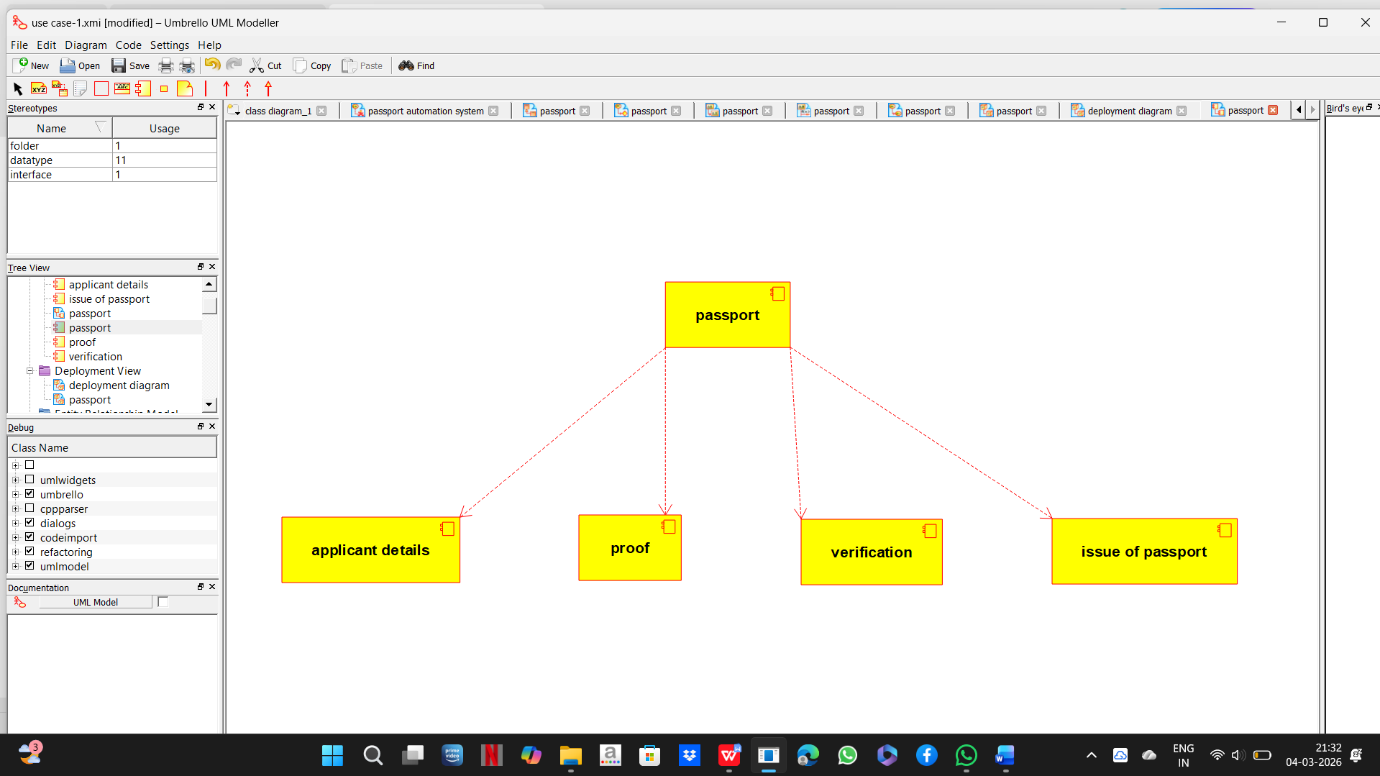 use case-1.xmi [modified] – Umbrello UML Modeller
File Edit Diagram Code Settings Help
New Open Save Cut Copy Paste Find
Stereotypes
Name Usage
folder 1
datatype 11
interface 1
class diagram_1 passport automation system passport passport passport passport passport passport deployment diagram passport
Bird's eye
Tree View
applicant details
issue of passport
passport
passport
proof
verification
Deployment View
deployment diagram
passport
Entity Relationship Model
Debug
Class Name
umlwidgets
umbrello
cppparser
dialogs
codeimport
refactoring
umlmodel
Documentation
UML Model
passport
applicant details
proof
verification
issue of passport
3
ENG
IN
21:32
04-03-2026